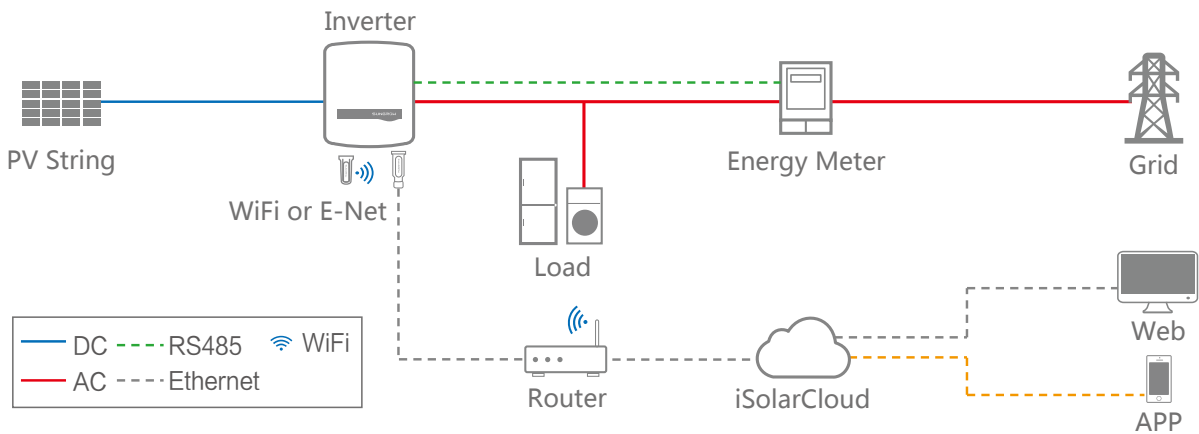 Inverter
PV String
Energy Meter
Grid
WiFi or E-Net
Load
DC RS485 WiFi
AC Ethernet
Router
iSolarCloud
Web
APP